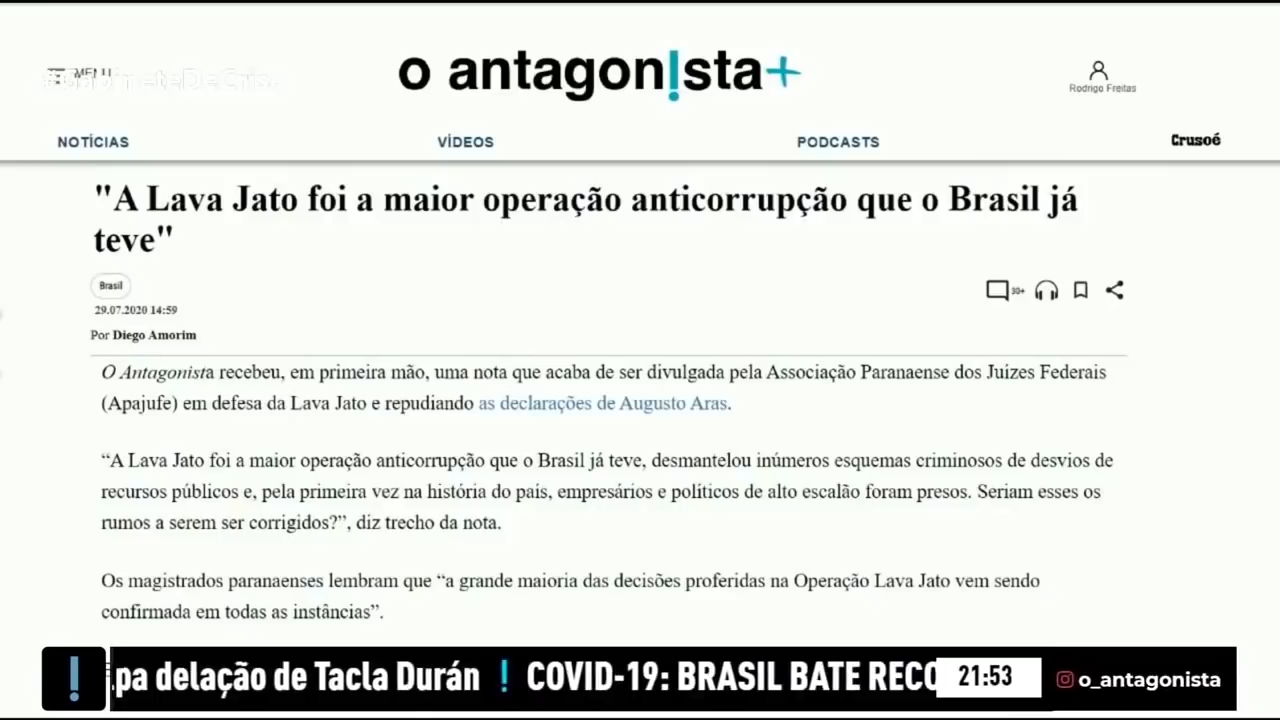 MENU
o antagon!sta+
Rodrigo Freitas
NOTÍCIAS VÍDEOS PODCASTS Crusoé
"A Lava Jato foi a maior operação anticorrupção que o Brasil já
teve"
Brasil
30+
29.07.2020 14:59
Por Diego Amorim
O Antagonista recebeu, em primeira mão, uma nota que acaba de ser divulgada pela Associação Paranaense dos Juízes Federais
(Apajufe) em defesa da Lava Jato e repudiando as declarações de Augusto Aras.
“A Lava Jato foi a maior operação anticorrupção que o Brasil já teve, desmantelou inúmeros esquemas criminosos de desvios de
recursos públicos e, pela primeira vez na história do país, empresários e políticos de alto escalão foram presos. Seriam esses os
rumos a serem ser corrigidos?”, diz trecho da nota.
Os magistrados paranaenses lembram que “a grande maioria das decisões proferidas na Operação Lava Jato vem sendo
confirmada em todas as instâncias”.
! pa delação de Tacla Durán ! COVID-19: BRASIL BATE RECO 21:53 o_antagonista